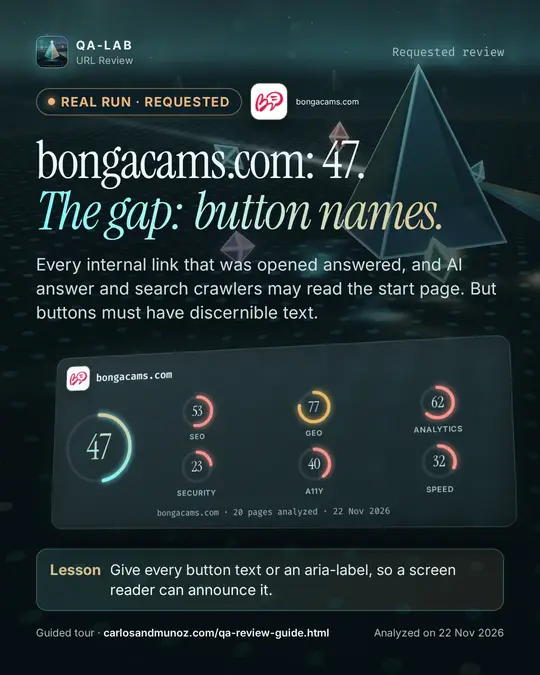 QA-LAB
URL Review
Requested review
REAL RUN · REQUESTED
bongacams.com
bongacams.com: 47.
The gap: button names.
Every internal link that was opened answered, and AI
answer and search crawlers may read the start page. But
buttons must have discernible text.
bongacams.com
47
53
SEO
77
GEO
62
ANALYTICS
23
SECURITY
40
A11Y
32
SPEED
bongacams.com · 20 pages analyzed · 22 Nov 2026
Lesson
Give every button text or an aria-label, so a screen
reader can announce it.
Guided tour · carlosandmunoz.com/qa-review-guide.html
Analyzed on 22 Nov 2026